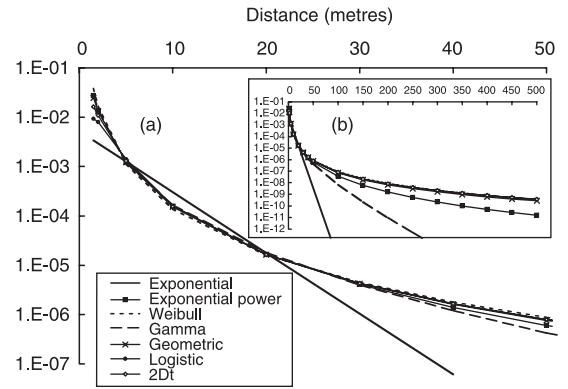 Distance (metres)
0 10 20 30 40 50
1.E-01
1.E-02
1.E-03
1.E-04
1.E-05
1.E-06
1.E-07
(a)
0 50 100 150 200 250 300 350 400 450 500
1.E-01
1.E-02
1.E-03
1.E-04
1.E-05
1.E-06
1.E-07
1.E-08
1.E-09
1.E-10
1.E-11
1.E-12
(b)
Exponential
Exponential power
Weibull
Gamma
Geometric
Logistic
2Dt